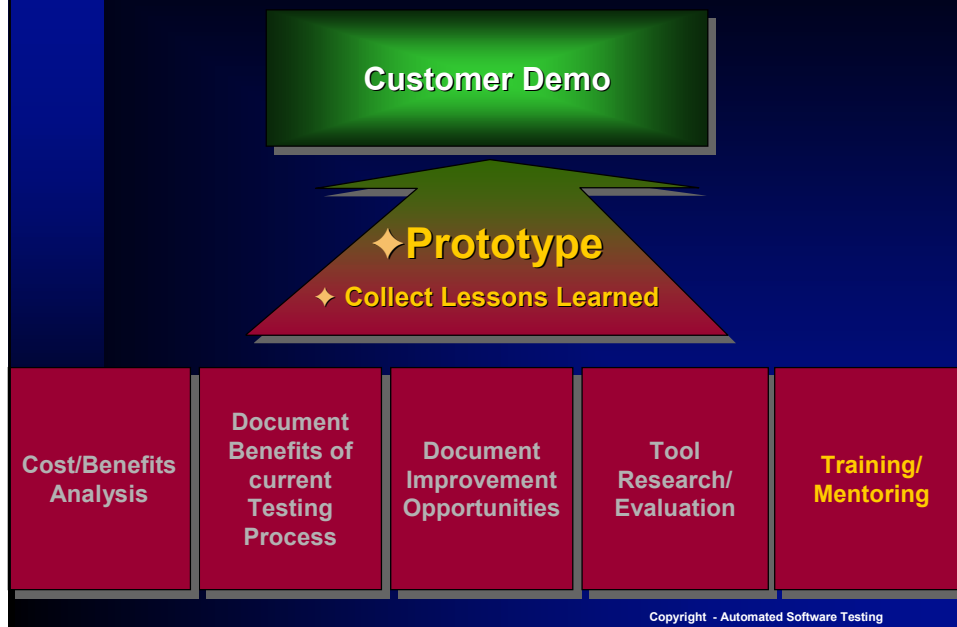 Customer Demo
✦Prototype
✦ Collect Lessons Learned
Cost/Benefits
Analysis
Document
Benefits of
current
Testing
Process
Document
Improvement
Opportunities
Tool
Research/
Evaluation
Training/
Mentoring
Copyright - Automated Software Testing